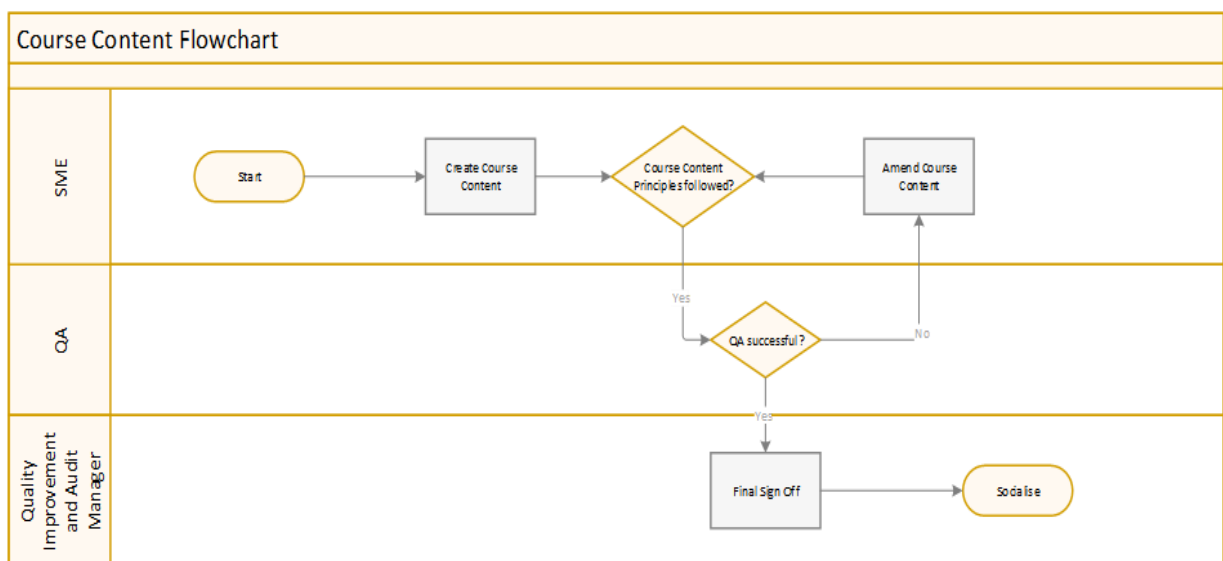 Course Content Flowchart
SME
Start
Create Course
Content
Course Content
Principles followed?
Amend Course
Content
Yes
QA
QA successful?
No
Yes
Quality
Improvement
and Audit
Manager
Final Sign Off
Socialise